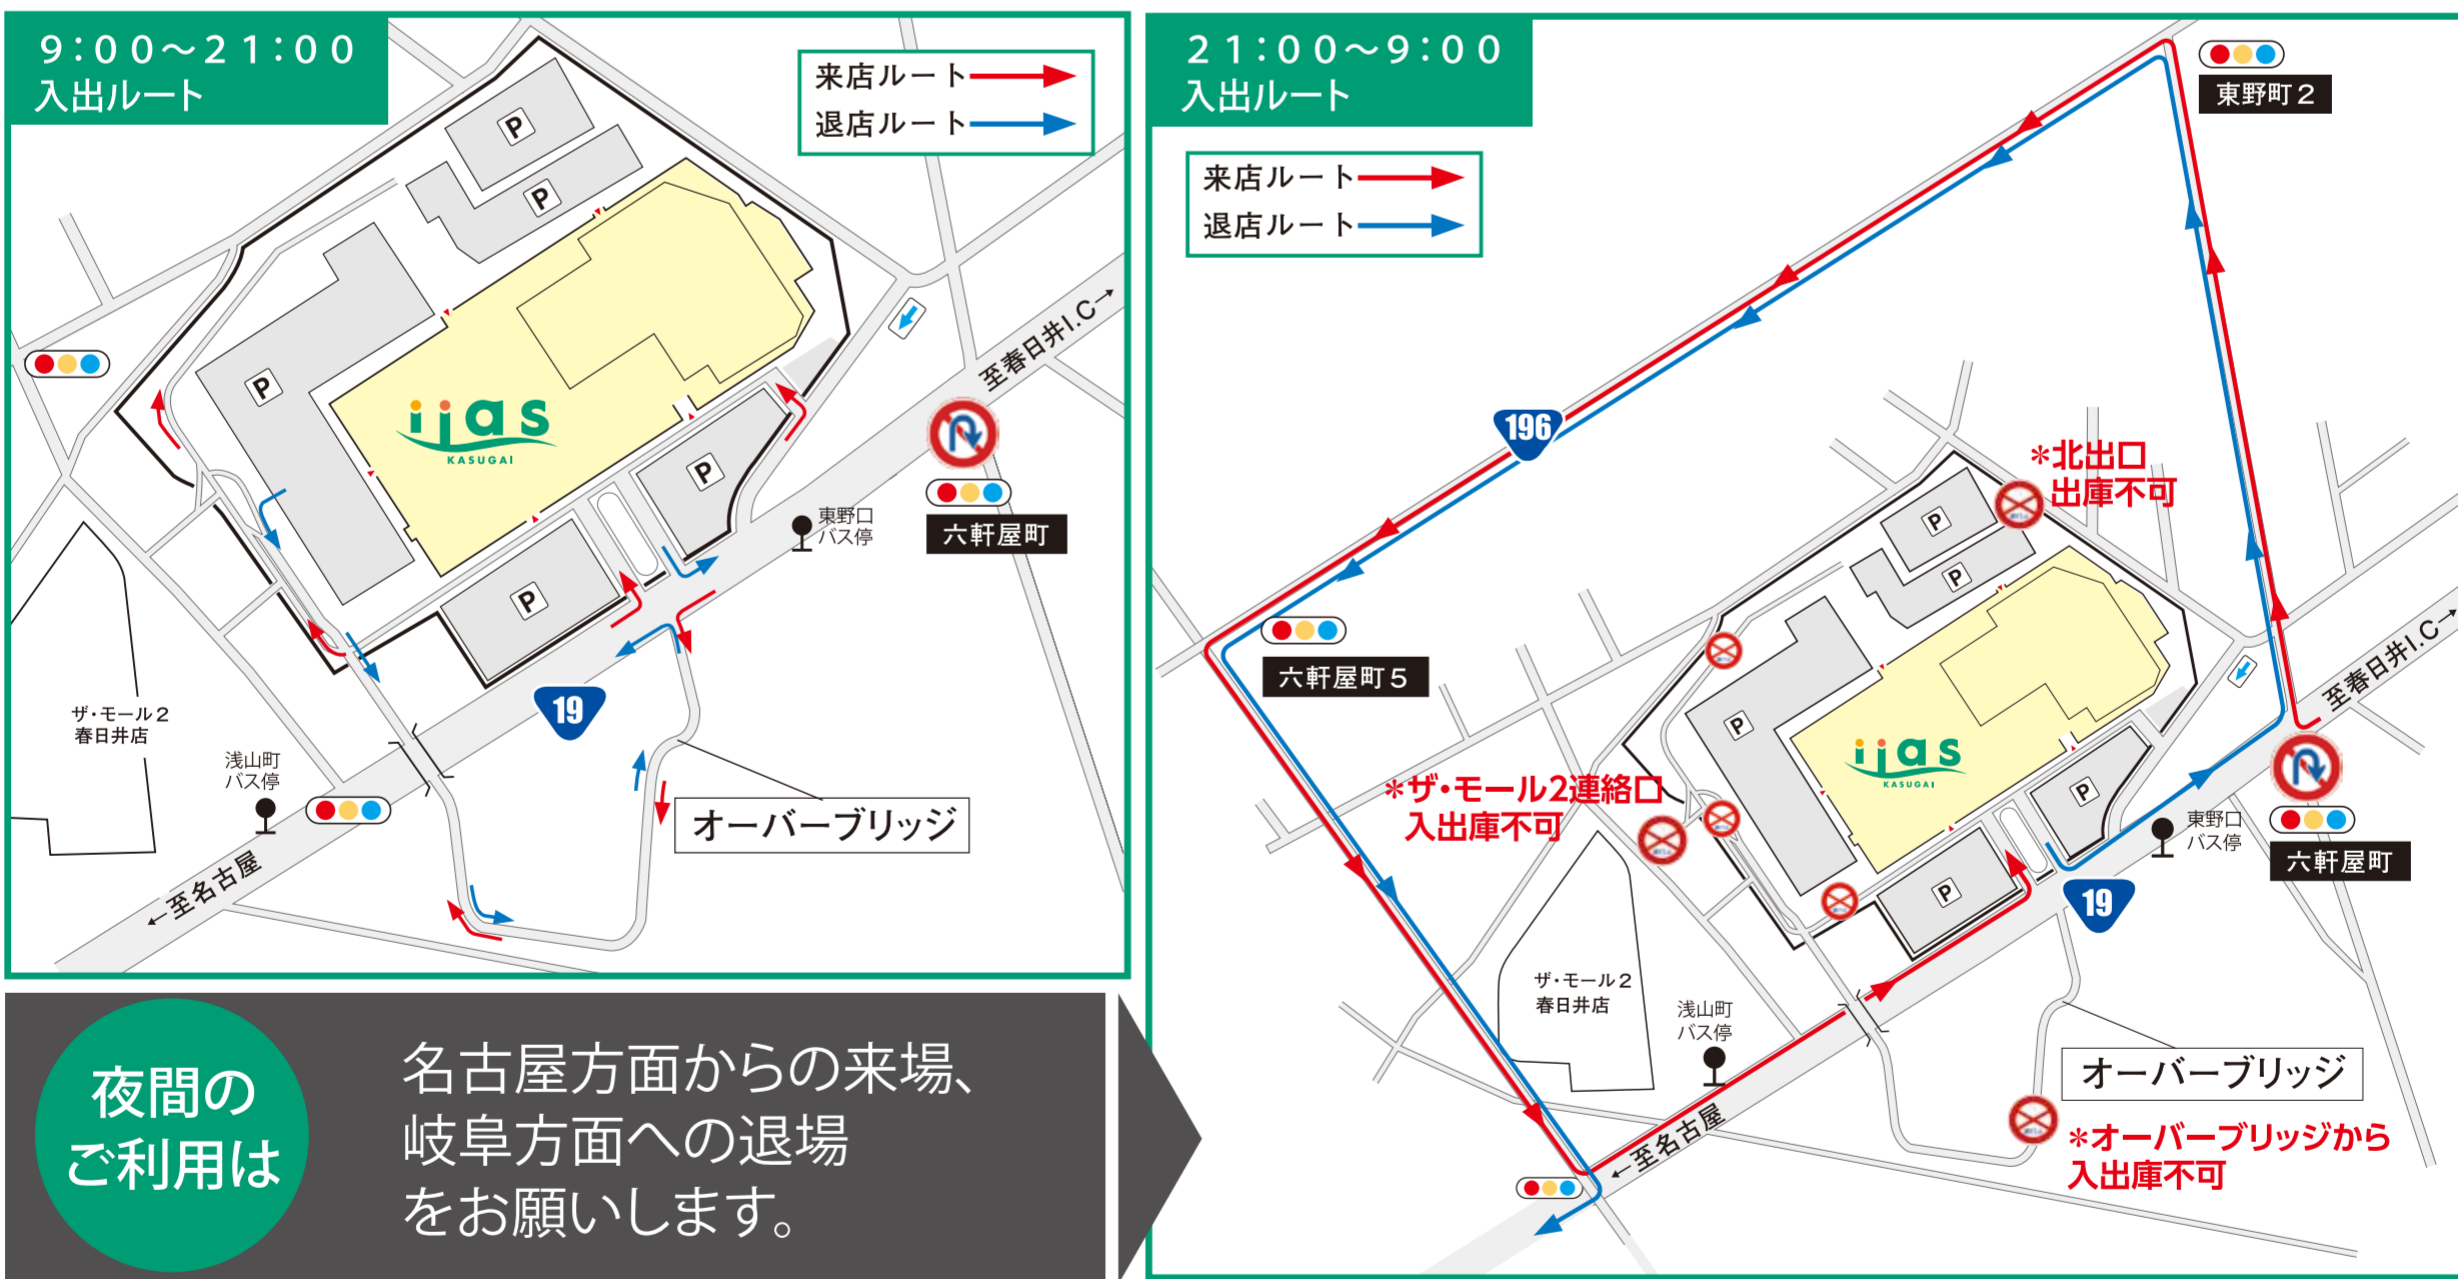 9:00～21:00
入出ルート
来店ルート
退店ルート
P
P
P
iias
KASUGAI
P
P
至春日井I.C→
東野口
バス停
六軒屋町
19
ザ・モール2
春日井店
浅山町
バス停
オーバーブリッジ
←至名古屋
夜間の
ご利用は
名古屋方面からの来場、
岐阜方面への退場
をお願いします。
21:00～9:00
入出ルート
来店ルート
退店ルート
東野町2
196
*北出口
出庫不可
P
P
六軒屋町5
P
iias
KASUGAI
至春日井I.C→
*ザ・モール2連絡口
入出庫不可
P
P
東野口
バス停
六軒屋町
19
ザ・モール2
春日井店
浅山町
バス停
オーバーブリッジ
←至名古屋
*オーバーブリッジから
入出庫不可